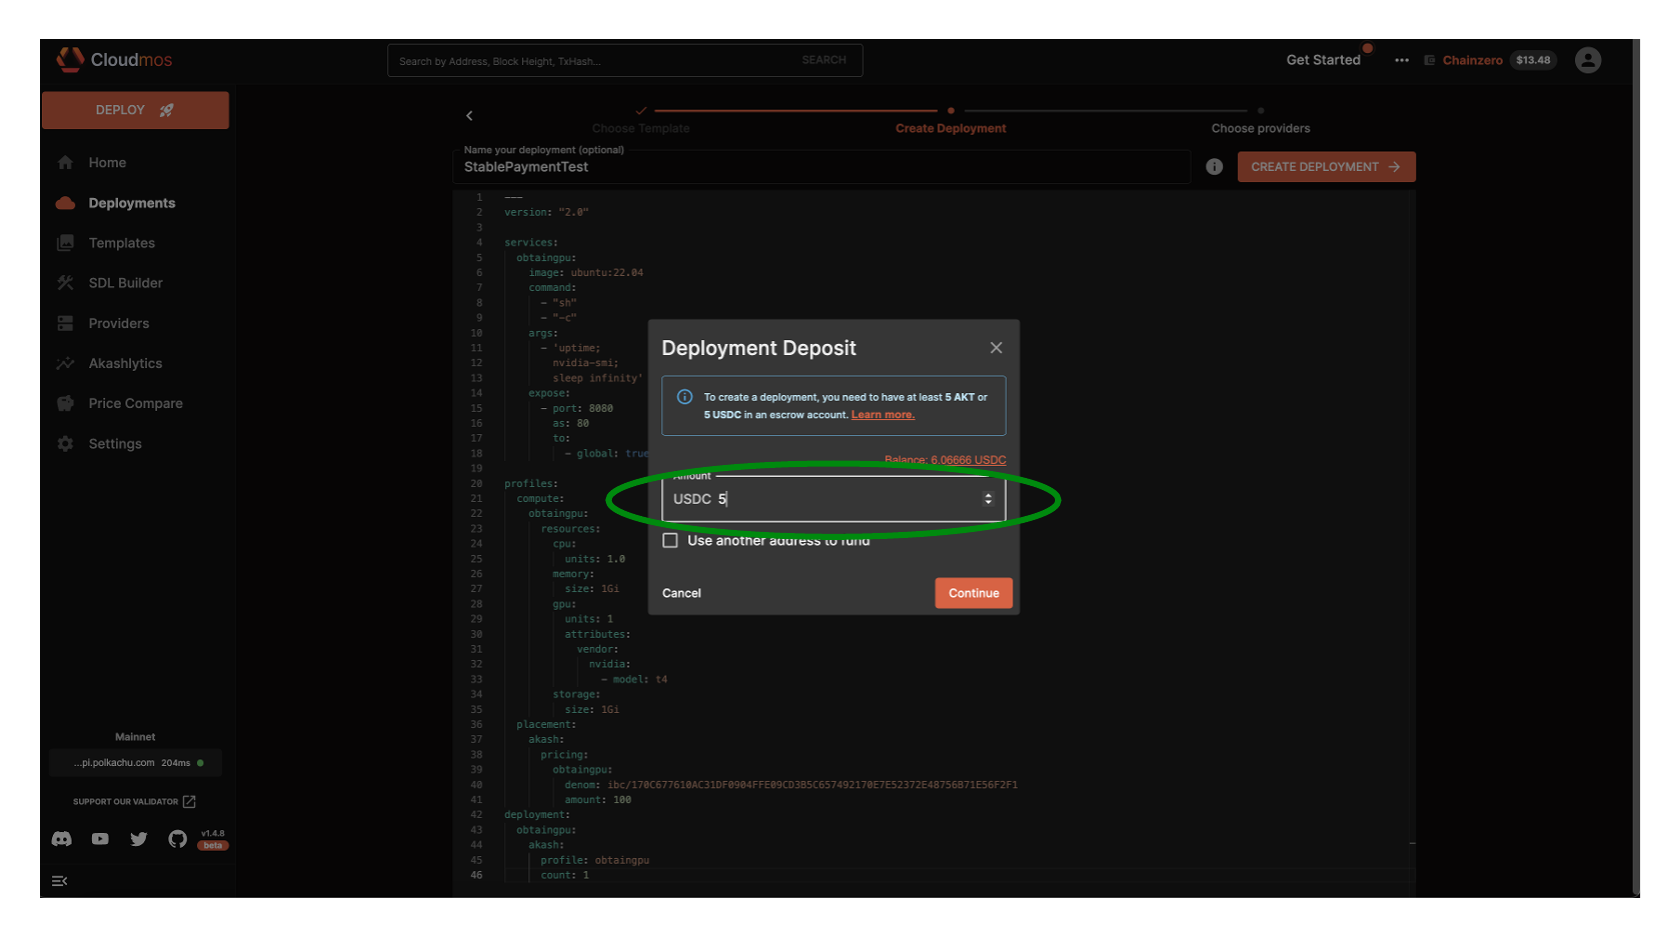 Cloudmos
Search by Address, Block Height, TxHash...
SEARCH
Get Started
Chainzero
$13.48
DEPLOY
Home
Deployments
Templates
SDL Builder
Providers
Akashlytics
Price Compare
Settings
Mainnet
...pi.polkachu.com 204ms
SUPPORT OUR VALIDATOR
v1.4.8
beta
Choose Template
Create Deployment
Choose providers
Name your deployment (optional)
StablePaymentTest
CREATE DEPLOYMENT
1 ---
2 version: "2.0"
3
4 services:
5 obtaingpu:
6 image: ubuntu:22.04
7 command:
8 - "sh"
9 - "-c"
10 args:
11 - 'uptime;
12 nvidia-smi;
13 sleep infinity'
14 expose:
15 - port: 8080
16 as: 80
17 to:
18 - global: true
19
20 profiles:
21 compute:
22 obtaingpu:
23 resources:
24 cpu:
25 units: 1.0
26 memory:
27 size: 1Gi
28 gpu:
29 units: 1
30 attributes:
31 vendor:
32 nvidia:
33 - model: t4
34 storage:
35 size: 1Gi
36 placement:
37 akash:
38 pricing:
39 obtaingpu:
40 denom: ibc/170C677610AC31DF0904FFE09CD3B5C657492170E7E52372E48756B71E56F2F1
41 amount: 100
42 deployment:
43 obtaingpu:
44 akash:
45 profile: obtaingpu
46 count: 1
Deployment Deposit
To create a deployment, you need to have at least 5 AKT or
5 USDC in an escrow account. Learn more.
Balance: 6.06666 USDC
Amount
USDC 5
Use another address to fund
Cancel
Continue